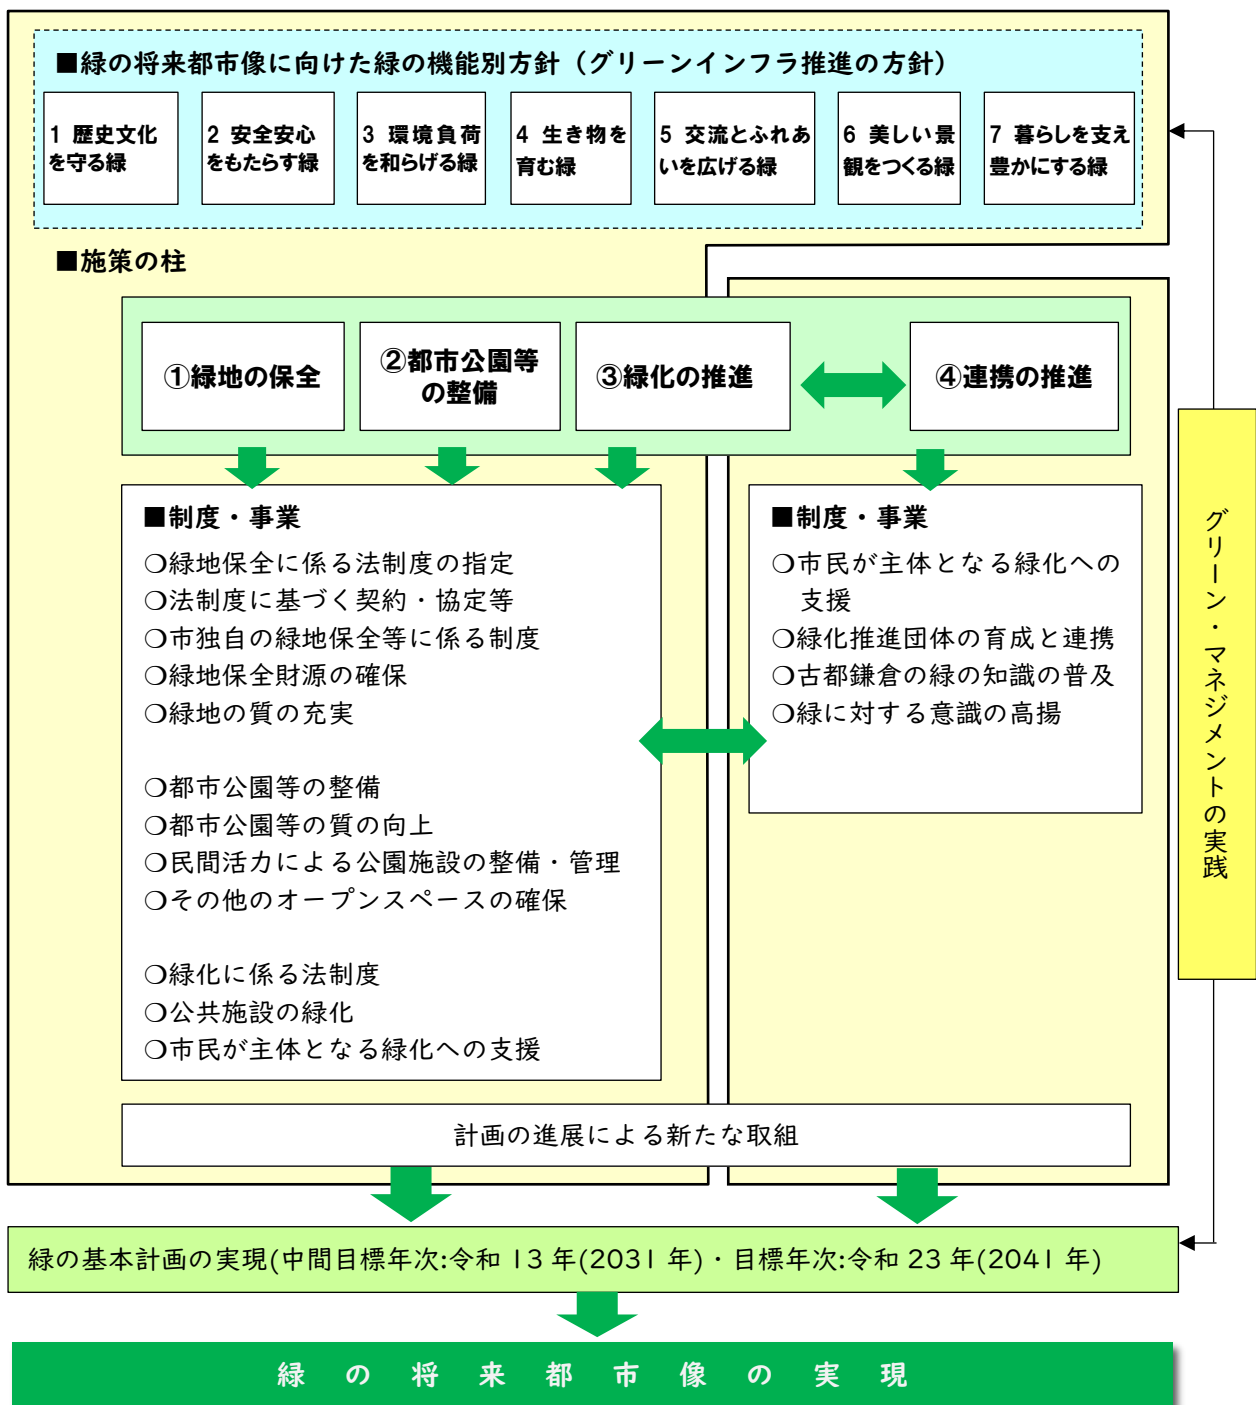 ■緑の将来都市像に向けた緑の機能別方針（グリーンインフラ推進の方針）
1 歴史文化
を守る緑
2 安全安心
をもたらす緑
3 環境負荷
を和らげる緑
4 生き物を
育む緑
5 交流とふれあ
いを広げる緑
6 美しい景
観をつくる緑
7 暮らしを支え
豊かにする緑
■施策の柱
①緑地の保全
②都市公園等
の整備
③緑化の推進
④連携の推進
■制度・事業
○緑地保全に係る法制度の指定
○法制度に基づく契約・協定等
○市独自の緑地保全等に係る制度
○緑地保全財源の確保
○緑地の質の充実
○都市公園等の整備
○都市公園等の質の向上
○民間活力による公園施設の整備・管理
○その他のオープンスペースの確保
○緑化に係る法制度
○公共施設の緑化
○市民が主体となる緑化への支援
■制度・事業
○市民が主体となる緑化への
支援
○緑化推進団体の育成と連携
○古都鎌倉の緑の知識の普及
○緑に対する意識の高揚
グリーン・マネジメントの実践
計画の進展による新たな取組
緑の基本計画の実現(中間目標年次:令和 13 年(2031 年)・目標年次:令和 23 年(2041 年)
緑の将来都市像の実現